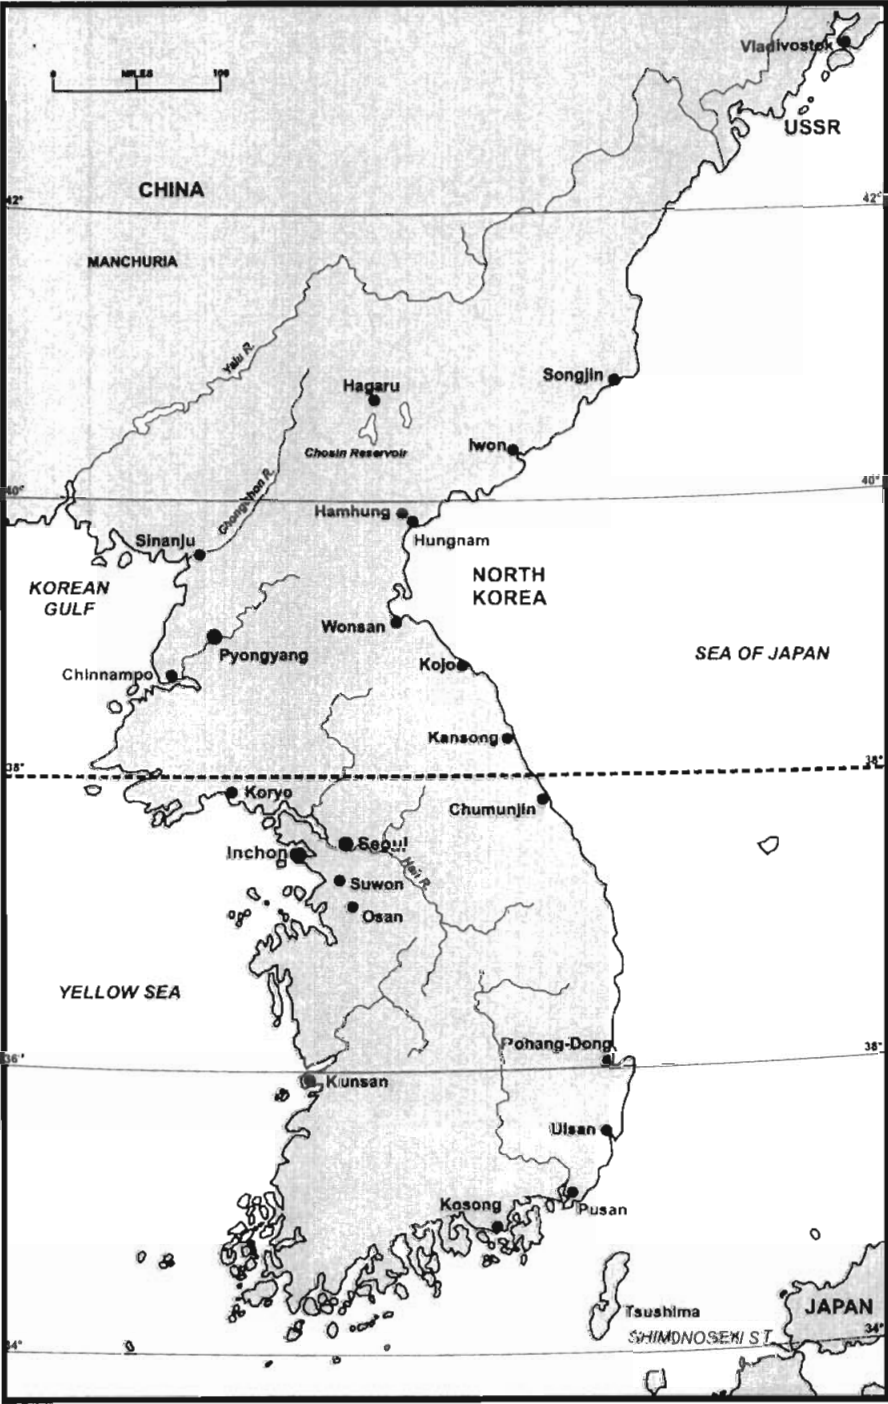 Vladivostok
0 MILES 100
USSR
CHINA
42°
42°
MANCHURIA
Yalu R.
Songjin
Hagaru
Iwon
Chosin Reservoir
40°
40°
Chongchon R.
Hamhung
Hungnam
Sinanju
NORTH
KOREA
KOREAN
GULF
Wonsan
SEA OF JAPAN
Pyongyang
Kojo
Chinnampo
Kansong
38°
38°
Koryo
Chumunjin
Seoul
Inchon
Han R.
Suwon
Osan
YELLOW SEA
Pohang-Dong
36°
38°
Kunsan
Ulsan
Kosong
Pusan
JAPAN
Tsushima
34°
SHIMONOSEKI ST.
34°